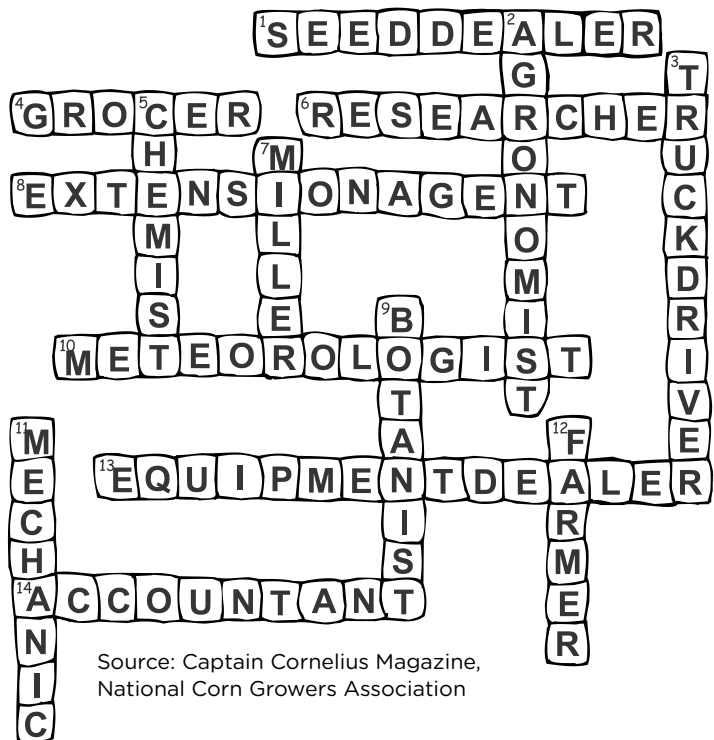 1 SEEDDEALER
2 AGRONOMIST
3 TRUCKDRIVER
4 GROCER
5 CHEMIST
6 RESEARCHER
7 MILLER
8 EXTENSIONAGENT
9 BOTANIST
10 METEOROLOGIST
11 MECHANIC
12 FARMER
13 EQUIPMENTDEALER
14 ACCOUNTANT
Source: Captain Cornelius Magazine,
National Corn Growers Association